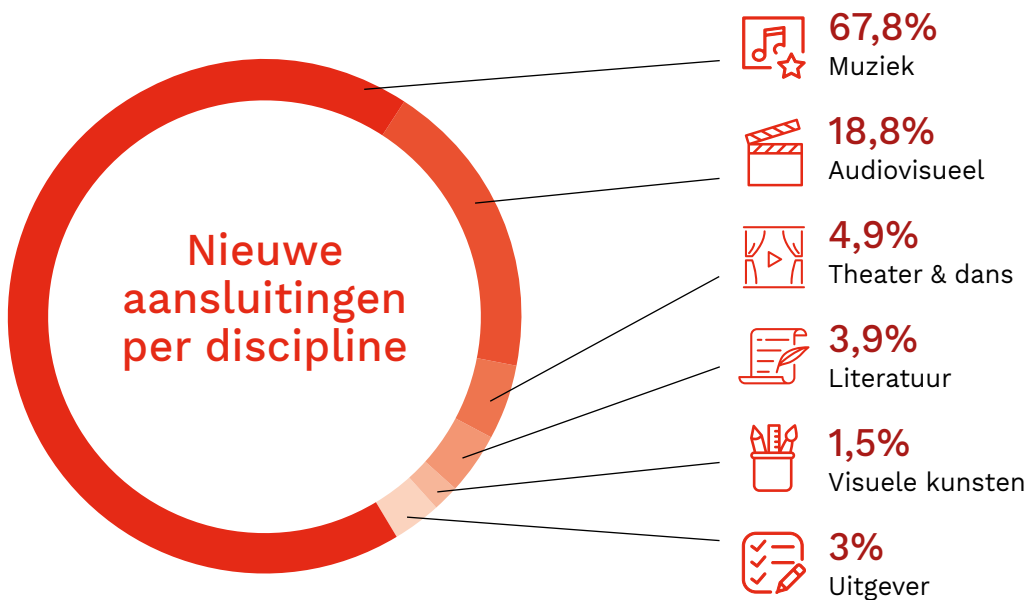 Nieuwe
aansluitingen
per discipline
67,8%
Muziek
18,8%
Audiovisueel
4,9%
Theater & dans
3,9%
Literatuur
1,5%
Visuele kunsten
3%
Uitgever